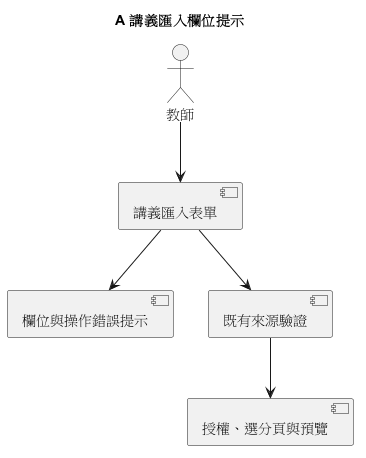 A 講義匯入欄位提示
教師
講義匯入表單
欄位與操作錯誤提示
既有來源驗證
授權、選分頁與預覽